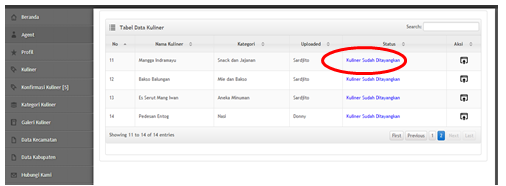 Beranda
Agent
Profil
Kuliner
Konfirmasi Kuliner [5]
Kategori Kuliner
Galeri Kuliner
Data Kecamatan
Data Kabupaten
Hubungi Kami
Tabel Data Kuliner
Search:
No Nama Kuliner Kategori Uploaded Status Aksi
11 Mangga Indramayu Snack dan Jajanan Sardjito Kuliner Sudah Ditayangkan
12 Bakso Balungan Mie dan Bakso Sardjito Kuliner Sudah Ditayangkan
13 Es Serut Mang Iwan Aneka Minuman Sardjito Kuliner Sudah Ditayangkan
14 Pedesan Entog Nasi Donny Kuliner Sudah Ditayangkan
Showing 11 to 14 of 14 entries
First Previous 1 2 Next Last